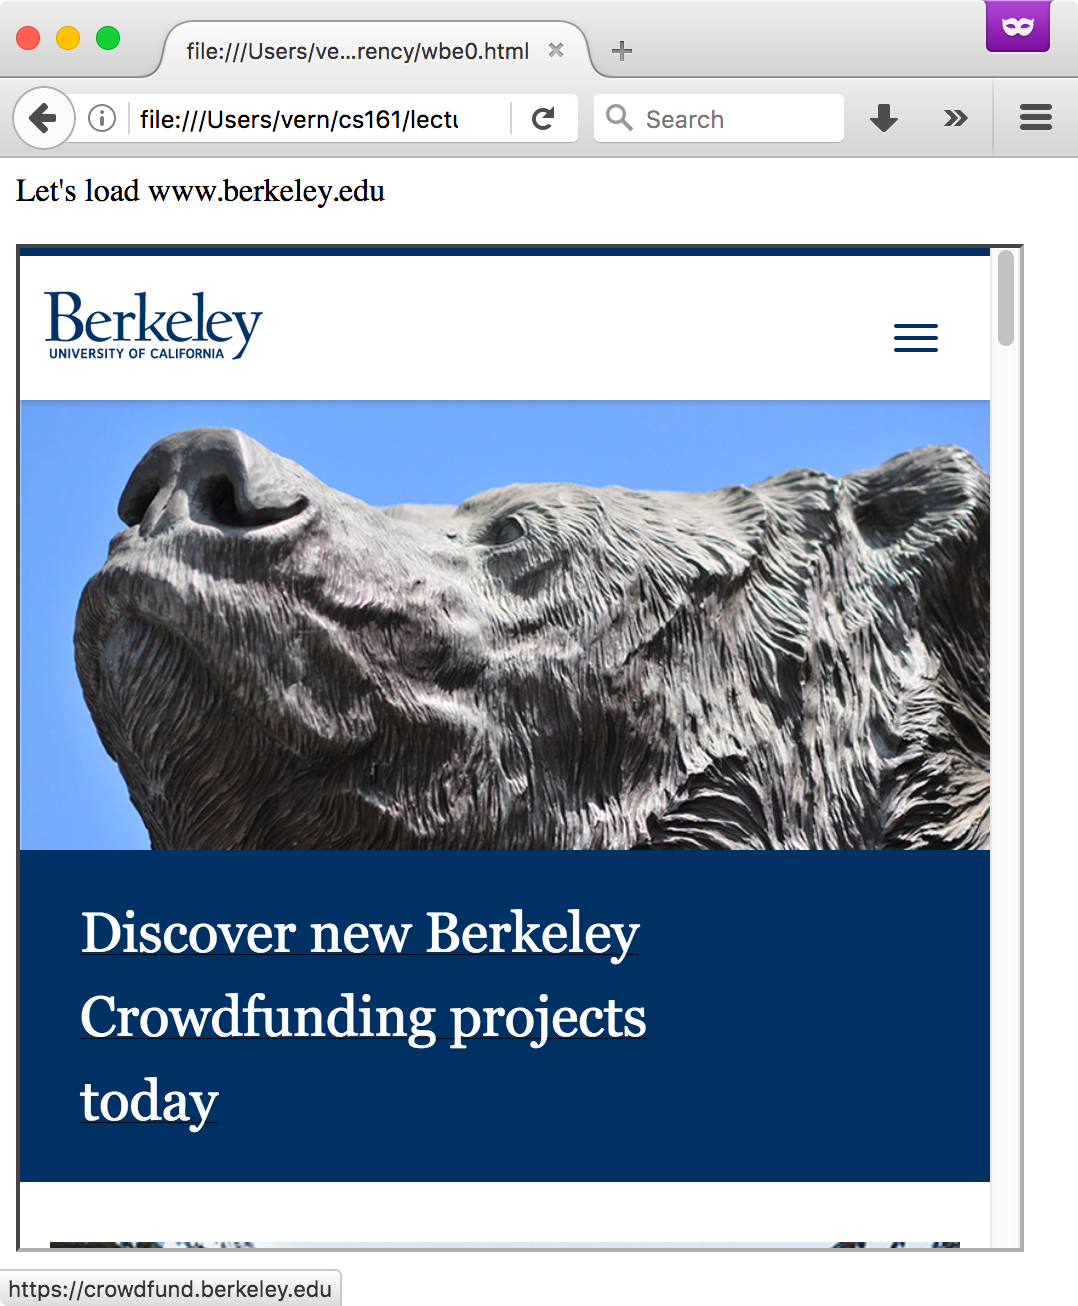 file:///Users/ve...rency/wbe0.html
file:///Users/vern/cs161/lectu
Search
Let's load www.berkeley.edu
Berkeley
UNIVERSITY OF CALIFORNIA
Discover new Berkeley
Crowdfunding projects
today
https://crowdfund.berkeley.edu